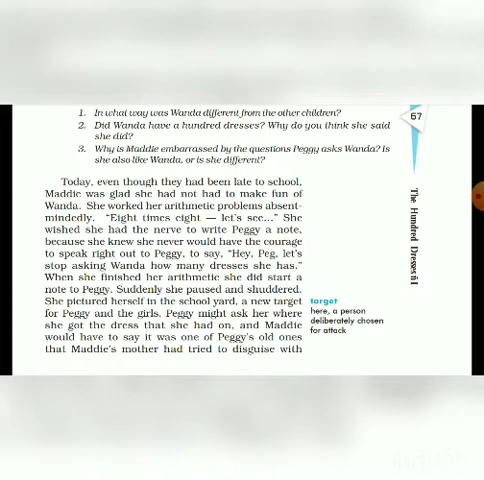 1. In what way was Wanda different from the other children?
2. Did Wanda have a hundred dresses? Why do you think she said
she did?
3. Why is Maddie embarrassed by the questions Peggy asks Wanda? Is
she also like Wanda, or is she different?
67
Today, even though they had been late to school,
Maddie was glad she had not had to make fun of
Wanda. She worked her arithmetic problems absent-
mindedly. “Eight times eight — let's see...” She
wished she had the nerve to write Peggy a note,
because she knew she never would have the courage
to speak right out to Peggy, to say, “Hey, Peg, let's
stop asking Wanda how many dresses she has.”
When she finished her arithmetic she did start a
note to Peggy. Suddenly she paused and shuddered.
She pictured herself in the school yard, a new target
for Peggy and the girls. Peggy might ask her where
she got the dress that she had on, and Maddie
would have to say it was one of Peggy's old ones
that Maddie's mother had tried to disguise with
target
here, a person
deliberately chosen
for attack
The Hundred Dresses–I